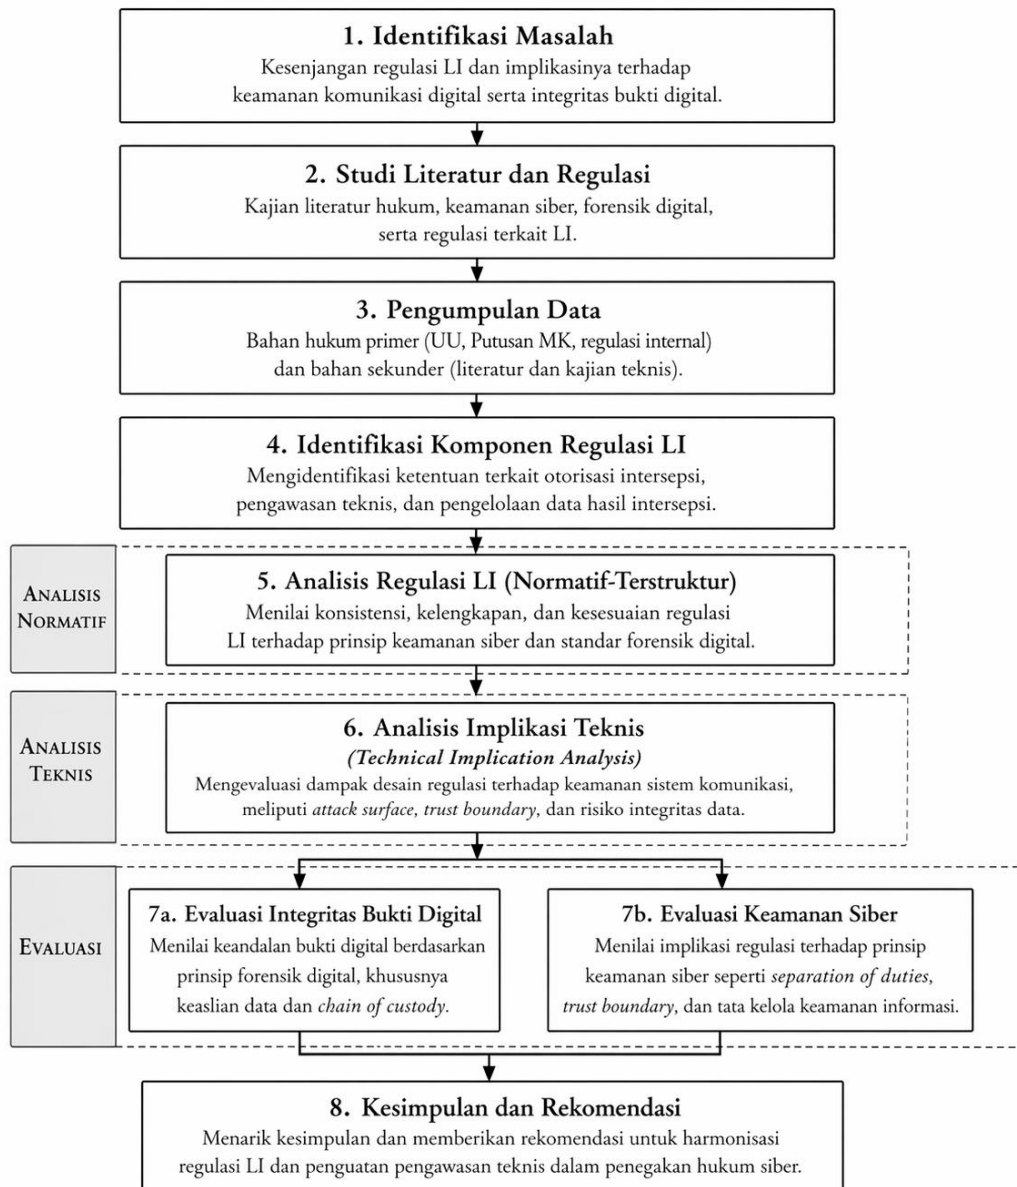 1. Identifikasi Masalah
Kesenjangan regulasi LI dan implikasinya terhadap
keamanan komunikasi digital serta integritas bukti digital.
2. Studi Literatur dan Regulasi
Kajian literatur hukum, keamanan siber, forensik digital,
serta regulasi terkait LI.
3. Pengumpulan Data
Bahan hukum primer (UU, Putusan MK, regulasi internal)
dan bahan sekunder (literatur dan kajian teknis).
4. Identifikasi Komponen Regulasi LI
Mengidentifikasi ketentuan terkait otorisasi intersepsi,
pengawasan teknis, dan pengelolaan data hasil intersepsi.
ANALISIS
NORMATIF
5. Analisis Regulasi LI (Normatif-Terstruktur)
Menilai konsistensi, kelengkapan, dan kesesuaian regulasi
LI terhadap prinsip keamanan siber dan standar forensik digital.
ANALISIS
TEKNIS
6. Analisis Implikasi Teknis
(Technical Implication Analysis)
Mengevaluasi dampak desain regulasi terhadap keamanan sistem komunikasi,
meliputi attack surface, trust boundary, dan risiko integritas data.
EVALUASI
7a. Evaluasi Integritas Bukti Digital
Menilai keandalan bukti digital berdasarkan
prinsip forensik digital, khususnya
keaslian data dan chain of custody.
7b. Evaluasi Keamanan Siber
Menilai implikasi regulasi terhadap prinsip
keamanan siber seperti separation of duties,
trust boundary, dan tata kelola keamanan informasi.
8. Kesimpulan dan Rekomendasi
Menarik kesimpulan dan memberikan rekomendasi untuk harmonisasi
regulasi LI dan penguatan pengawasan teknis dalam penegakan hukum siber.